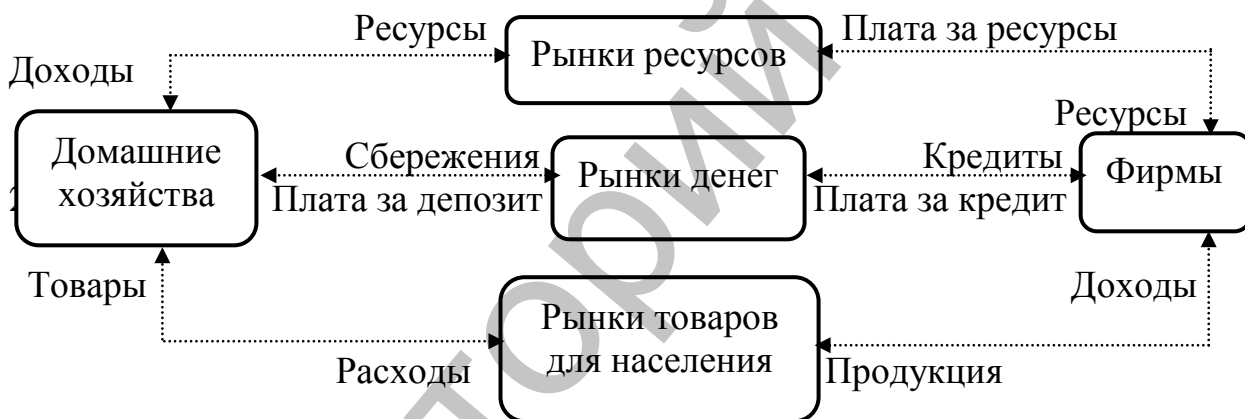 Ресурсы
Рынки ресурсов
Плата за ресурсы
Доходы
Ресурсы
Домашние
хозяйства
Сбережения
Плата за депозит
Рынки денег
Кредиты
Плата за кредит
Фирмы
Товары
Доходы
Рынки товаров
для населения
Расходы
Продукция